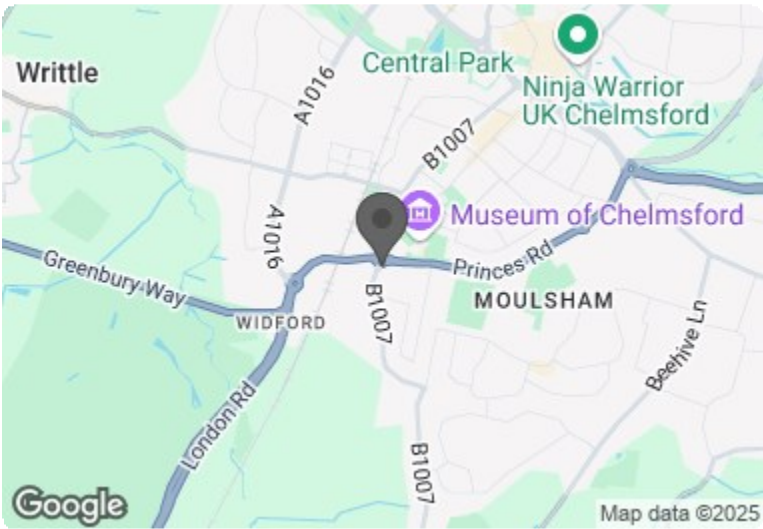 Writtle
A1016
Central Park
Ninja Warrior
UK Chelmsford
B1007
A1016
Museum of Chelmsford
Greenbury Way
Princes Rd
B1007
MOULSHAM
WIDFORD
Beehive Ln
London Rd
B1007
Google
Map data ©2025